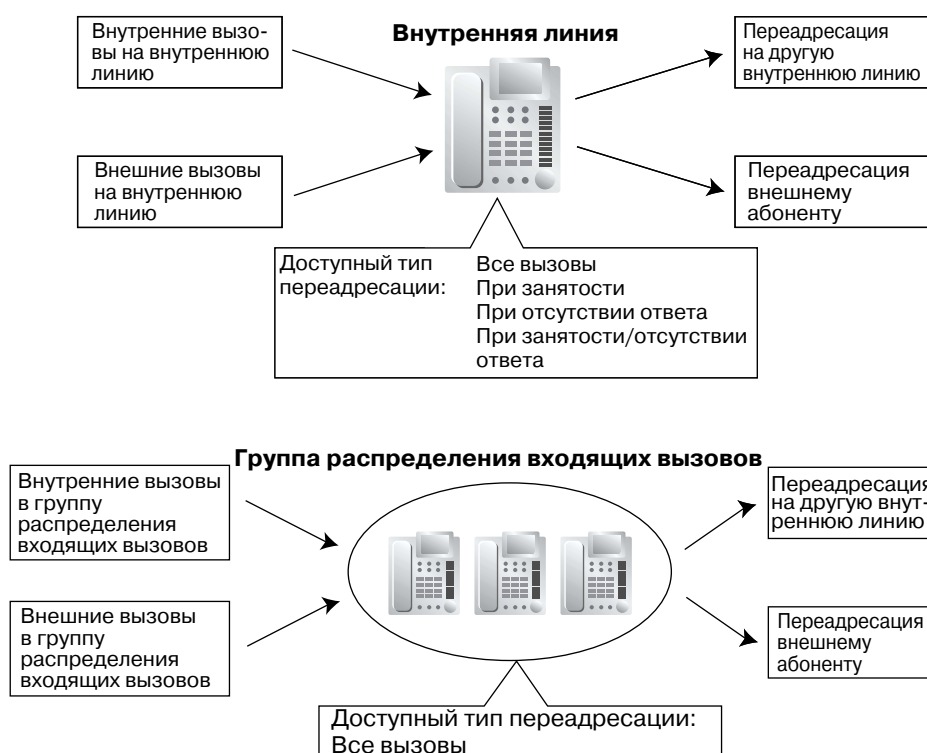 Внутренняя линия
Внутренние вызо-
вы на внутреннюю
линию
Внешние вызовы
на внутреннюю
линию
Переадресация
на другую
внутреннюю линию
Переадресация
внешнему
абоненту
Доступный тип
переадресации:
Все вызовы
При занятости
При отсутствии ответа
При занятости/отсутствии
ответа
Группа распределения входящих вызовов
Внутренние вызовы
в группу
распределения
входящих вызовов
Внешние вызовы
в группу
распределения
входящих вызовов
Переадресация
на другую внут-
реннюю линию
Переадресация
внешнему
абоненту
Доступный тип переадресации:
Все вызовы